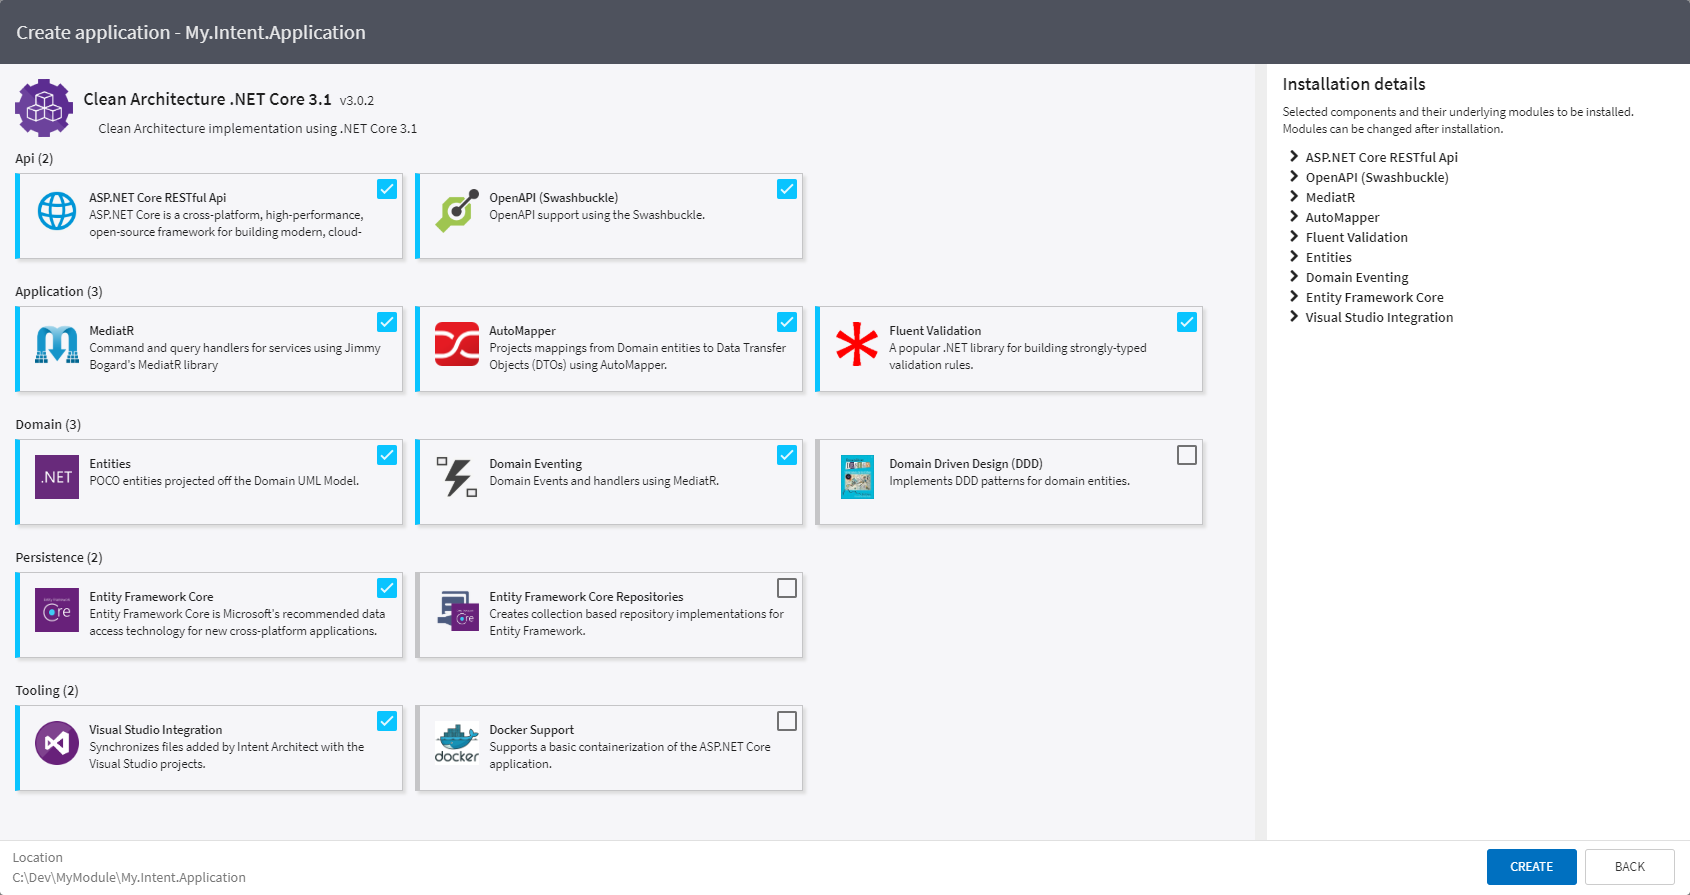 Create application - My.Intent.Application
Clean Architecture .NET Core 3.1 v3.0.2
Clean Architecture implementation using .NET Core 3.1
Api (2)
ASP.NET Core RESTful Api
ASP.NET Core is a cross-platform, high-performance,
open-source framework for building modern, cloud-
OpenAPI (Swashbuckle)
OpenAPI support using the Swashbuckle.
Application (3)
MediatR
Command and query handlers for services using Jimmy
Bogard's MediatR library
AutoMapper
Projects mappings from Domain entities to Data Transfer
Objects (DTOs) using AutoMapper.
Fluent Validation
A popular .NET library for building strongly-typed
validation rules.
Domain (3)
.NET
Entities
POCO entities projected off the Domain UML Model.
Domain Eventing
Domain Events and handlers using MediatR.
Domain Driven Design (DDD)
Implements DDD patterns for domain entities.
Persistence (2)
Core
Entity Framework Core
Entity Framework Core is Microsoft's recommended data
access technology for new cross-platform applications.
Core
Entity Framework Core Repositories
Creates collection based repository implementations for
Entity Framework.
Tooling (2)
Visual Studio Integration
Synchronizes files added by Intent Architect with the
Visual Studio projects.
docker
Docker Support
Supports a basic containerization of the ASP.NET Core
application.
Installation details
Selected components and their underlying modules to be installed.
Modules can be changed after installation.
ASP.NET Core RESTful Api
OpenAPI (Swashbuckle)
MediatR
AutoMapper
Fluent Validation
Entities
Domain Eventing
Entity Framework Core
Visual Studio Integration
Location
C:\Dev\MyModule\My.Intent.Application
CREATE
BACK